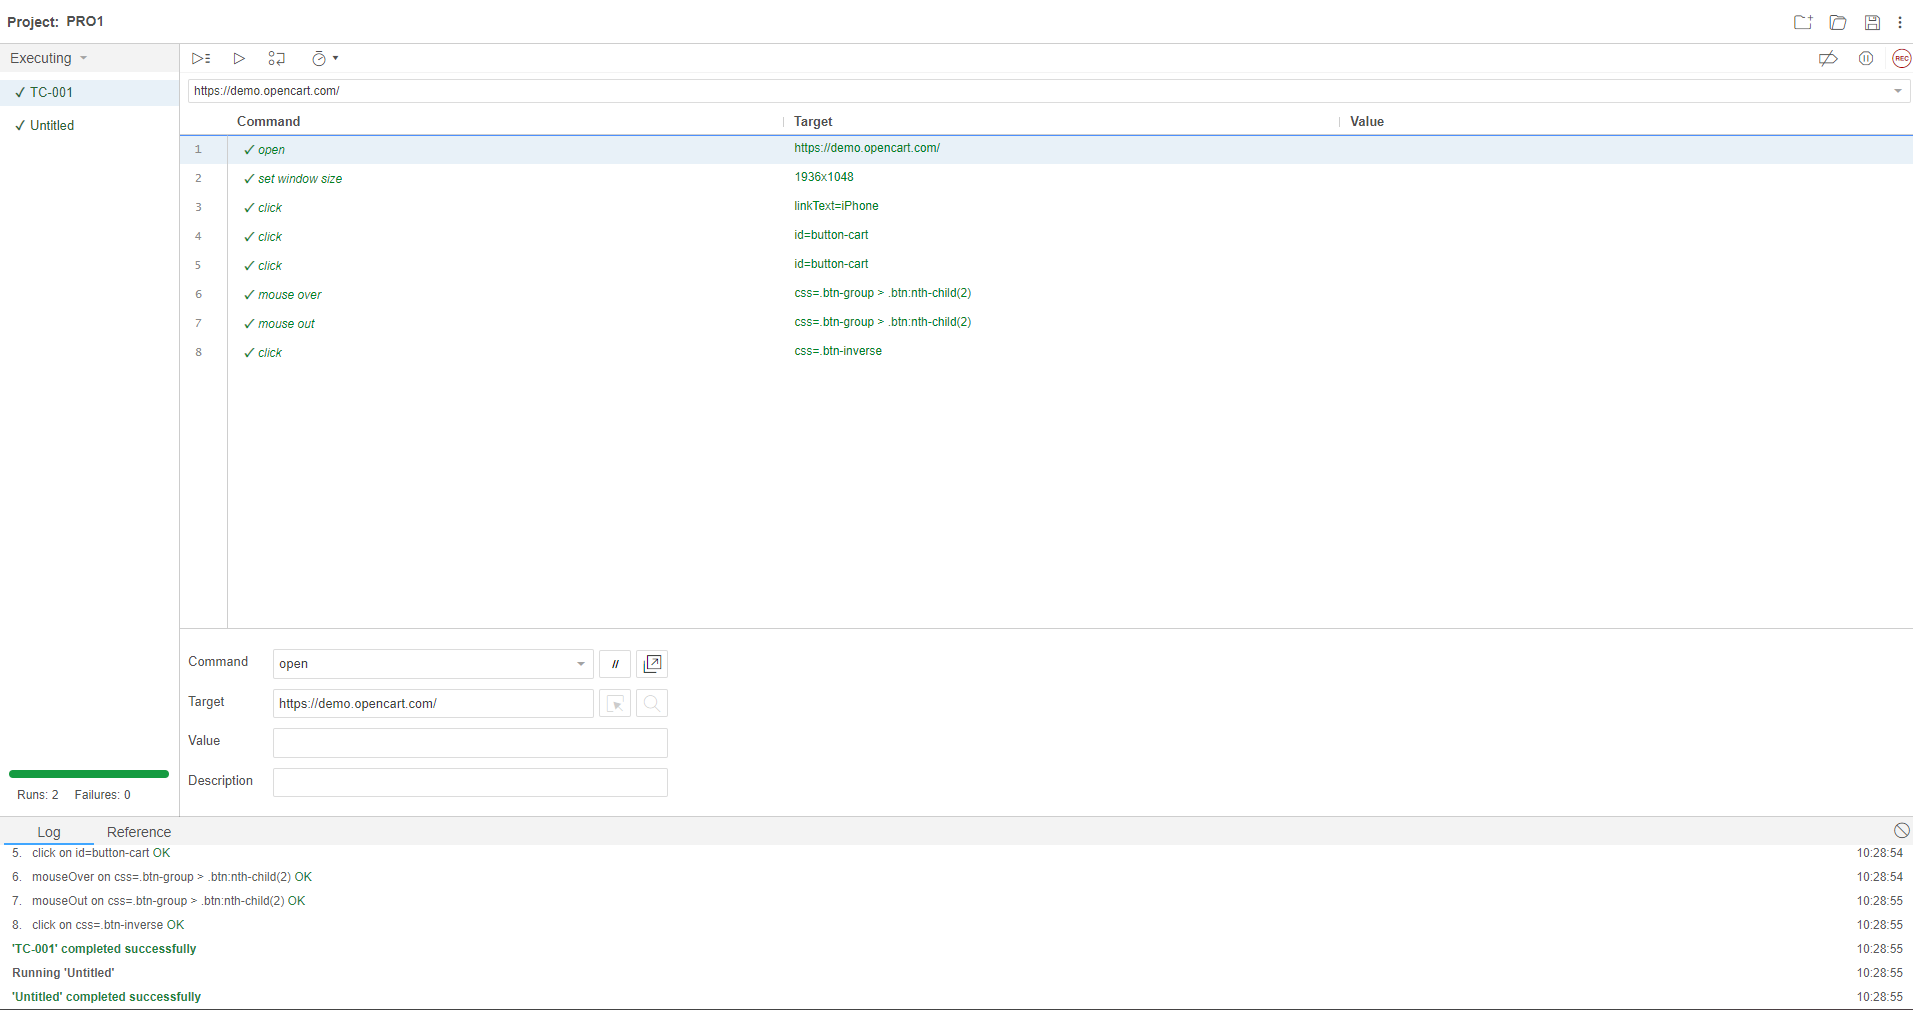 Project: PRO1
Executing
✓ TC-001
✓ Untitled
REC
https://demo.opencart.com/
Command Target Value
1 ✓ open https://demo.opencart.com/
2 ✓ set window size 1936x1048
3 ✓ click linkText=iPhone
4 ✓ click id=button-cart
5 ✓ click id=button-cart
6 ✓ mouse over css=.btn-group > .btn:nth-child(2)
7 ✓ mouse out css=.btn-group > .btn:nth-child(2)
8 ✓ click css=.btn-inverse
Command open //
Target https://demo.opencart.com/
Value
Description
Runs: 2 Failures: 0
Log Reference
5. click on id=button-cart OK 10:28:54
6. mouseOver on css=.btn-group > .btn:nth-child(2) OK 10:28:54
7. mouseOut on css=.btn-group > .btn:nth-child(2) OK 10:28:55
8. click on css=.btn-inverse OK 10:28:55
'TC-001' completed successfully 10:28:55
Running 'Untitled' 10:28:55
'Untitled' completed successfully 10:28:55